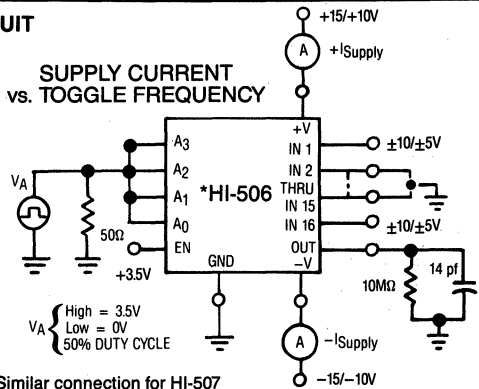 UIT
SUPPLY CURRENT
vs. TOGGLE FREQUENCY
+15/+10V
A
+ISupply
+V
A3
A2
A1
A0
EN
*HI-506
GND
IN 1
IN 2
THRU
IN 15
IN 16
OUT
−V
±10/±5V
±10/±5V
VA
50Ω
+3.5V
10MΩ
14 pf
VA { High = 3.5V
Low = 0V
50% DUTY CYCLE
A
−ISupply
−15/−10V
Similar connection for HI-507